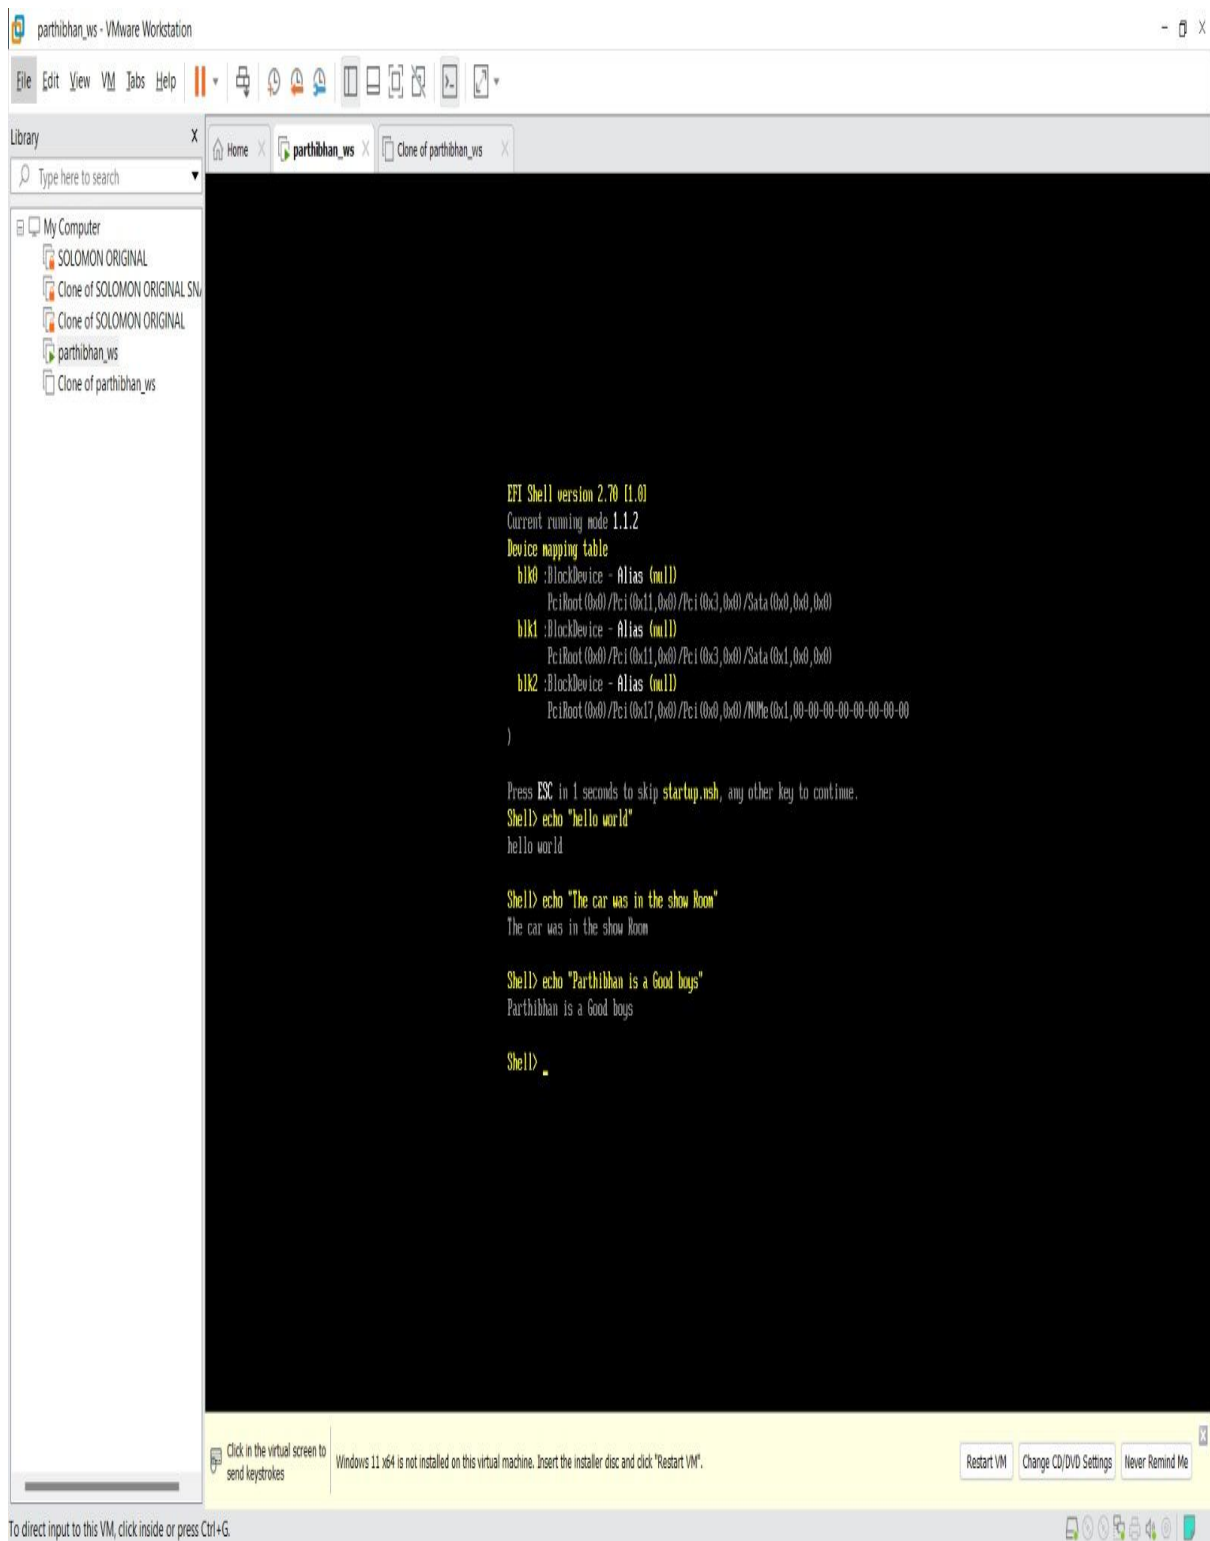 parthibhan_ws - VMware Workstation
File Edit View VM Tabs Help
Library X
Home parthibhan_ws Clone of parthibhan_ws
Type here to search
My Computer
SOLOMON ORIGINAL
Clone of SOLOMON ORIGINAL SN
Clone of SOLOMON ORIGINAL
parthibhan_ws
Clone of parthibhan_ws
EFI Shell version 2.70 [1.0]
Current running mode 1.1.2
Device mapping table
blk0 :BlockDevice - Alias (null)
PciRoot(0x0)/Pci(0x11,0x0)/Pci(0x3,0x0)/Sata(0x0,0x0,0x0)
blk1 :BlockDevice - Alias (null)
PciRoot(0x0)/Pci(0x11,0x0)/Pci(0x3,0x0)/Sata(0x1,0x0,0x0)
blk2 :BlockDevice - Alias (null)
PciRoot(0x0)/Pci(0x17,0x0)/Pci(0x0,0x0)/NVMe(0x1,00-00-00-00-00-00-00-00
)
Press ESC in 1 seconds to skip startup.nsh, any other key to continue.
Shell> echo "hello world"
hello world
Shell> echo "The car was in the show Room"
The car was in the show Room
Shell> echo "Parthibhan is a Good boys"
Parthibhan is a Good boys
Shell> _
Click in the virtual screen to
send keystrokes
Windows 11 x64 is not installed on this virtual machine. Insert the installer disc and click "Restart VM".
Restart VM Change CD/DVD Settings Never Remind Me
To direct input to this VM, click inside or press Ctrl+G.